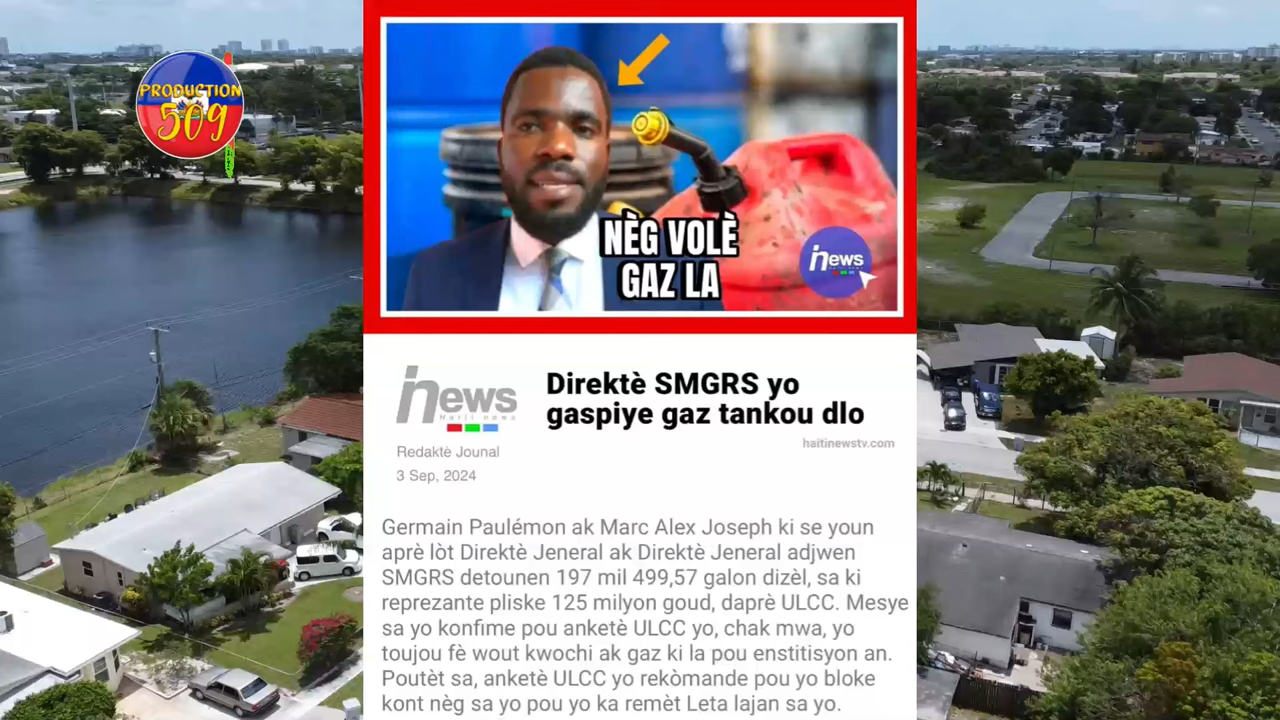 PRODUCTION
509
NÈG VOLÈ
GAZ LA
inews
inews
Haiti news
Direktè SMGRS yo
gaspiye gaz tankou dlo
haitinewstv.com
Redaktè Jounal
3 Sep, 2024
Germain Paulémon ak Marc Alex Joseph ki se youn
aprè lòt Direktè Jeneral ak Direktè Jeneral adjwen
SMGRS detounen 197 mil 499,57 galon dizèl, sa ki
reprezante pliske 125 milyon goud, daprè ULCC. Mesye
sa yo konfime pou anketè ULCC yo, chak mwa, yo
toujou fè wout kwochi ak gaz ki la pou enstitisyon an.
Poutèt sa, anketè ULCC yo rekòmande pou yo bloke
kont nèg sa yo pou yo ka remèt Leta lajan sa yo.